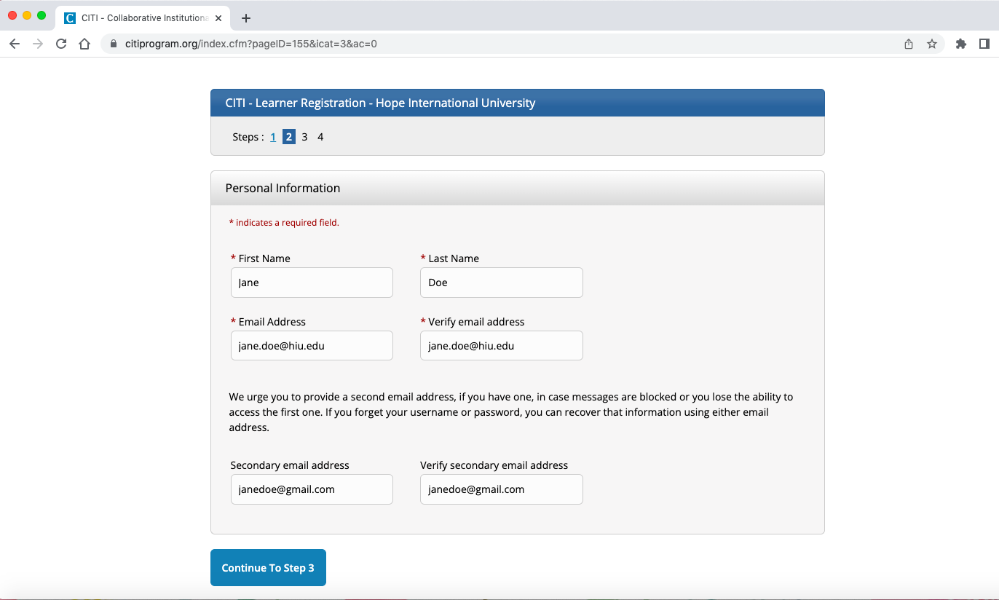 C CITI - Collaborative Institutiona
citiprogram.org/index.cfm?pageID=155&icat=3&ac=0
CITI - Learner Registration - Hope International University
Steps : 1 2 3 4
Personal Information
* indicates a required field.
* First Name * Last Name
Jane Doe
* Email Address * Verify email address
jane.doe@hiu.edu jane.doe@hiu.edu
We urge you to provide a second email address, if you have one, in case messages are blocked or you lose the ability to
access the first one. If you forget your username or password, you can recover that information using either email
address.
Secondary email address Verify secondary email address
janedoe@gmail.com janedoe@gmail.com
Continue To Step 3